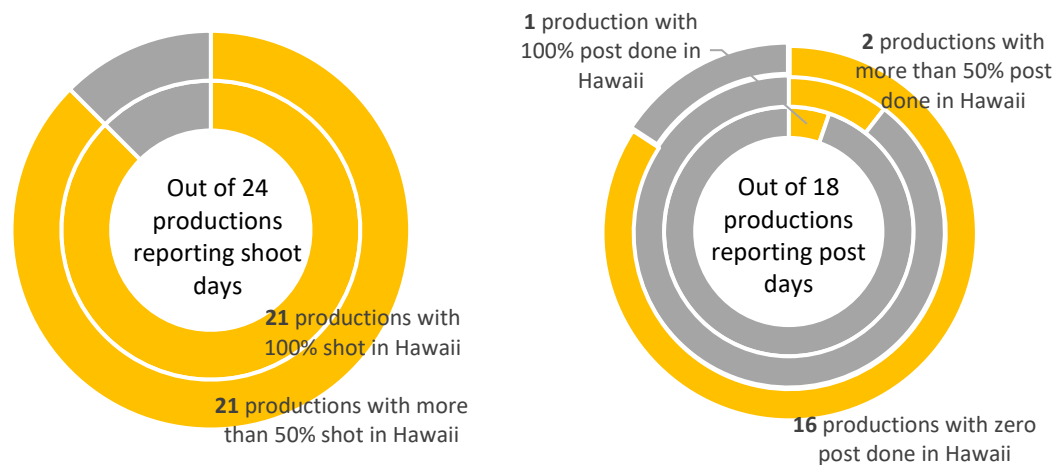 Out of 24
productions
reporting shoot
days
21 productions with
100% shot in Hawaii
21 productions with more
than 50% shot in Hawaii
1 production with
100% post done in
Hawaii
2 productions with
more than 50% post
done in Hawaii
Out of 18
productions
reporting post
days
16 productions with zero
post done in Hawaii